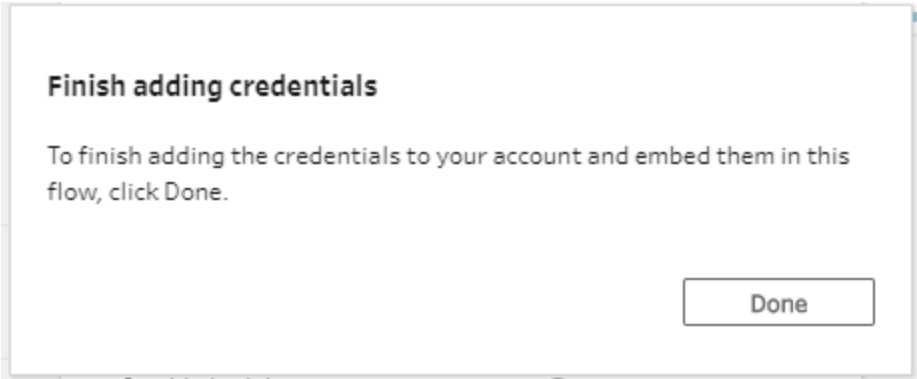 Finish adding credentials
To finish adding the credentials to your account and embed them in this
flow, click Done.
Done